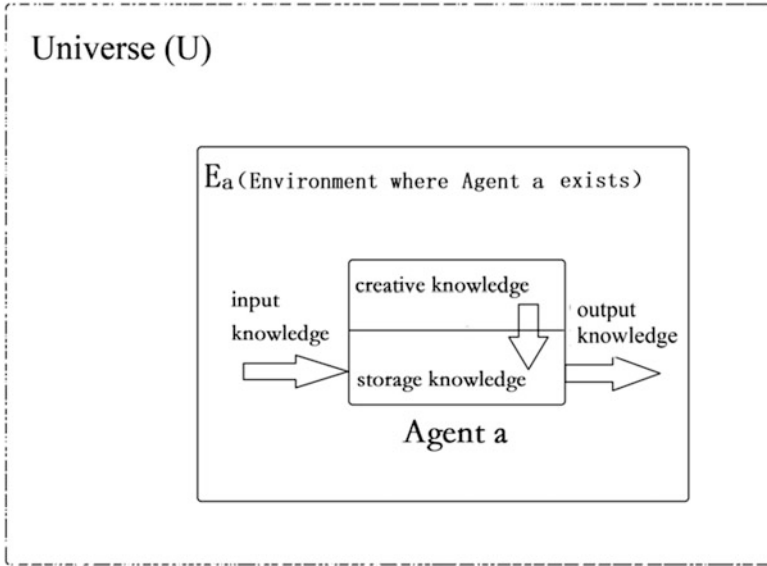 Universe (U)
Ea(Environment where Agent a exists)
input
knowledge
creative knowledge
storage knowledge
output
knowledge
Agent a